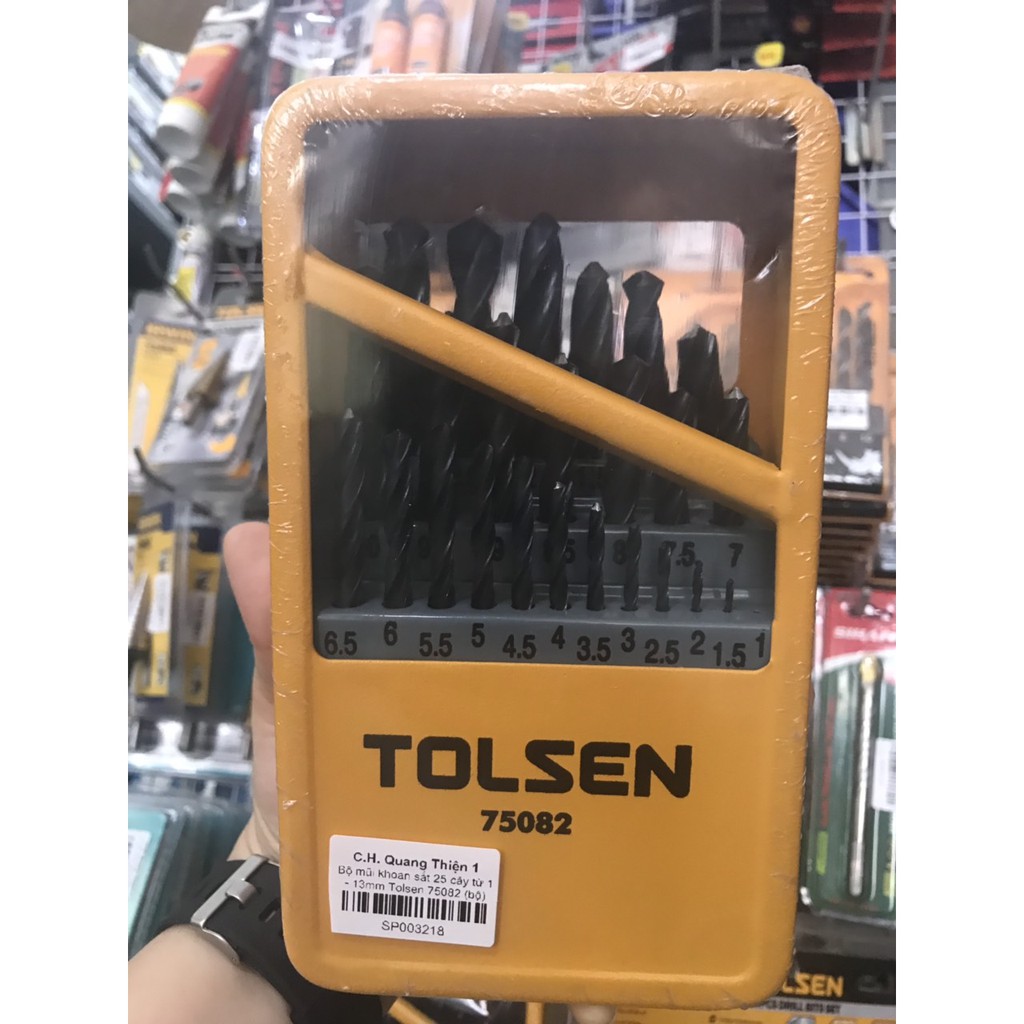 8 7.5 7
6.5 6 5.5 5 4.5 4 3.5 3 2.5 2 1.5 1
TOLSEN
75082
C.H. Quang Thiện 1
Bộ mũi khoan sắt 25 cây từ 1
- 13mm Tolsen 75082 (bộ)
SP003218
LSEN